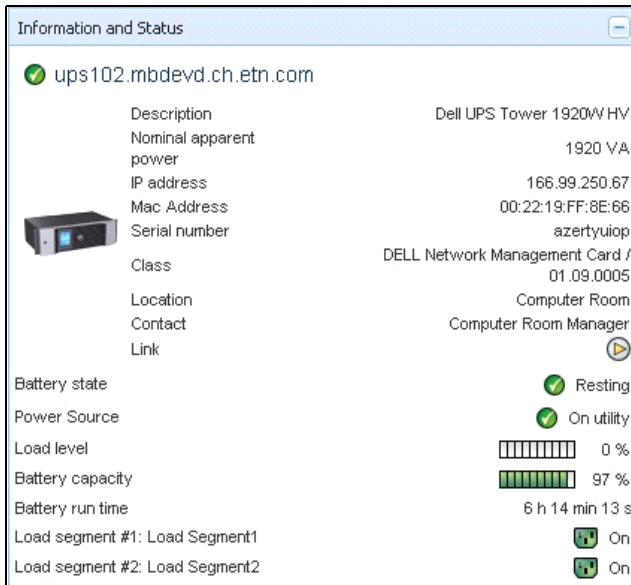 Information and Status
ups102.mbdevd.ch.etn.com
Description Dell UPS Tower 1920W HV
Nominal apparent
power 1920 VA
IP address 166.99.250.67
Mac Address 00:22:19:FF:8E:66
Serial number azertyuiop
Class DELL Network Management Card /
01.09.0005
Location Computer Room
Contact Computer Room Manager
Link
Battery state Resting
Power Source On utility
Load level 0 %
Battery capacity 97 %
Battery run time 6 h 14 min 13 s
Load segment #1: Load Segment1 On
Load segment #2: Load Segment2 On